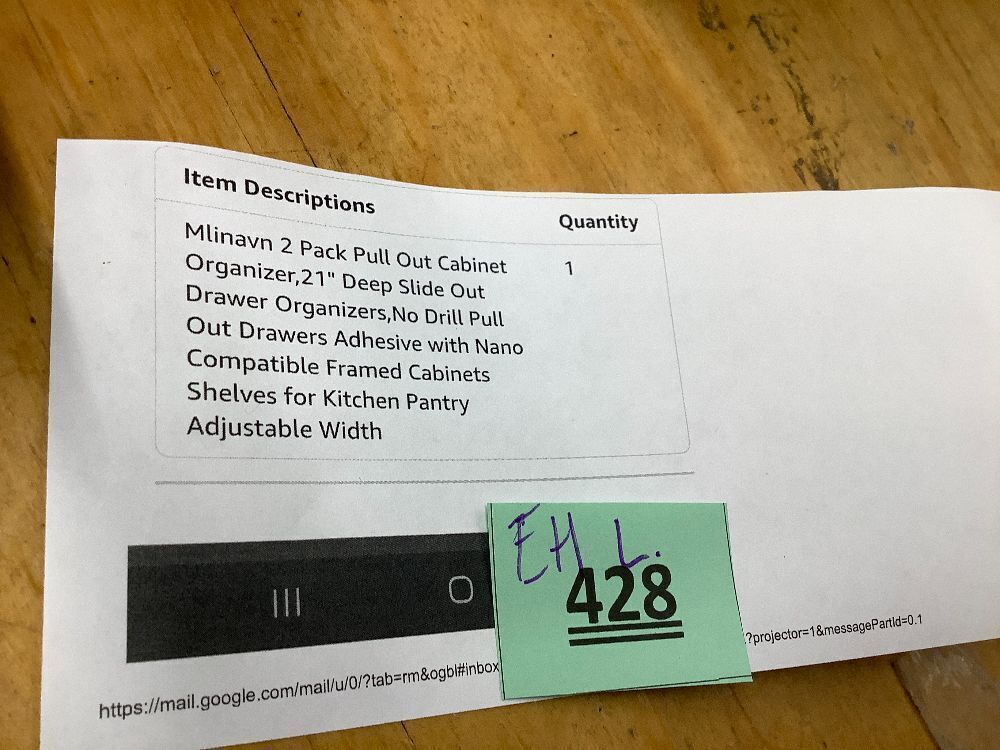 Item Descriptions
Quantity
Mlinavn 2 Pack Pull Out Cabinet
1
Organizer,21" Deep Slide Out
Drawer Organizers,No Drill Pull
Out Drawers Adhesive with Nano
Compatible Framed Cabinets
Shelves for Kitchen Pantry
Adjustable Width
EH L.
428
https://mail.google.com/mail/u/0/?tab=rm&ogbl#inbox
?projector=1&messagePartId=0.1